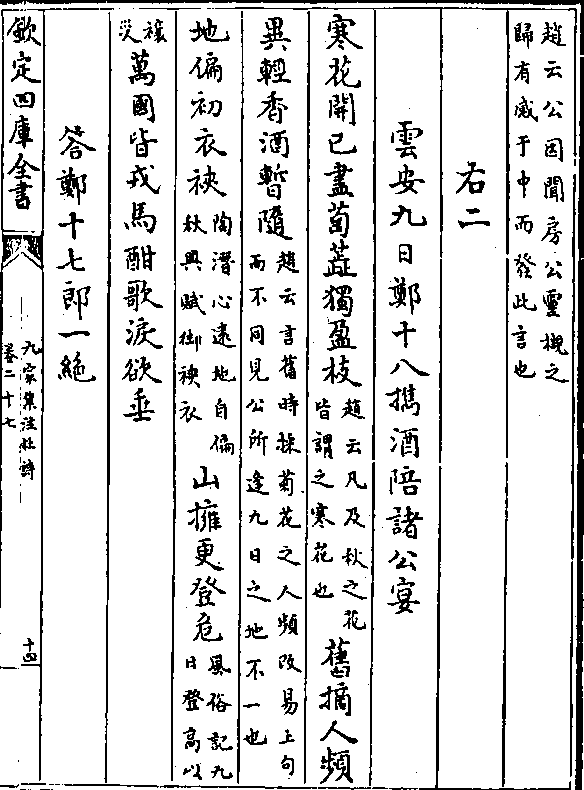 趙云公因聞房公靈櫬之
歸有感于中而發此言也
右二
雲安九日鄭十八携酒陪諸公宴
寒花開已盡菊蘂獨盈枝趙云凡及秋之花皆謂之寒花也舊摘人頻
異輕香酒暫隨趙云言舊時採菊花之人頻改易上句而不同見公所逢九日之地不一也
地偏初衣裌陶潛心逺地自偏秋興賦御裌衣山擁更登危風俗記九日登高以
禳災萬國皆戎馬酣歌淚欲垂
答鄭十七郎一絶
欽定四庫全書
九家集注杜詩
卷二十七
十四